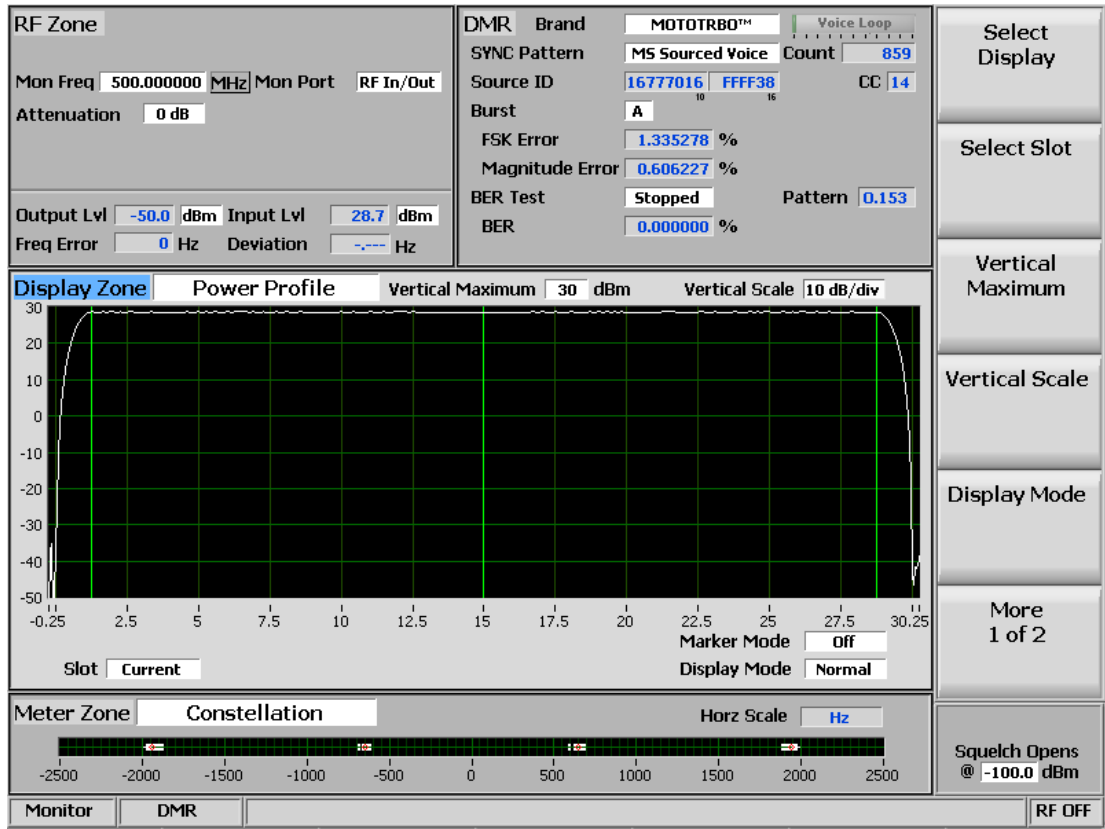 RF Zone
Mon Freq 500.000000 MHz Mon Port RF In/Out
Attenuation 0 dB
Output Lvl -50.0 dBm Input Lvl 28.7 dBm
Freq Error 0 Hz Deviation -.--- Hz
DMR Brand MOTOTRBO™ Voice Loop
SYNC Pattern MS Sourced Voice Count 859
Source ID 16777016 FFFF38 CC 14
10 16
Burst A
FSK Error 1.335278 %
Magnitude Error 0.606227 %
BER Test Stopped Pattern O.153
BER 0.000000 %
Display Zone Power Profile Vertical Maximum 30 dBm Vertical Scale 10 dB/div
30
20
10
0
-10
-20
-30
-40
-50
-0.25 2.5 5 7.5 10 12.5 15 17.5 20 22.5 25 27.5 30.25
Marker Mode Off
Slot Current Display Mode Normal
Meter Zone Constellation Horz Scale Hz
-2500 -2000 -1500 -1000 -500 0 500 1000 1500 2000 2500
Monitor DMR RF OFF
Select
Display
Select Slot
Vertical
Maximum
Vertical Scale
Display Mode
More
1 of 2
Squelch Opens
@ -100.0 dBm